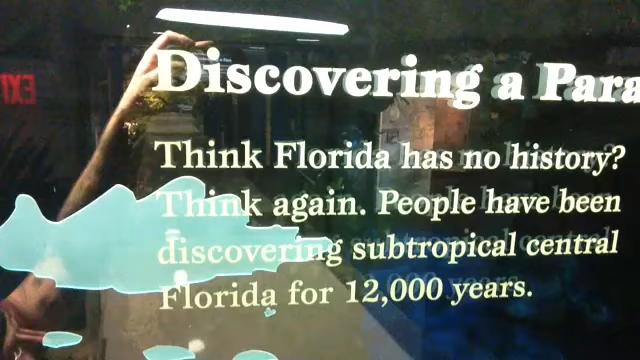 Discovering a Para
Think Florida has no history?
Think again. People have been
discovering subtropical central
Florida for 12,000 years.
EXIT